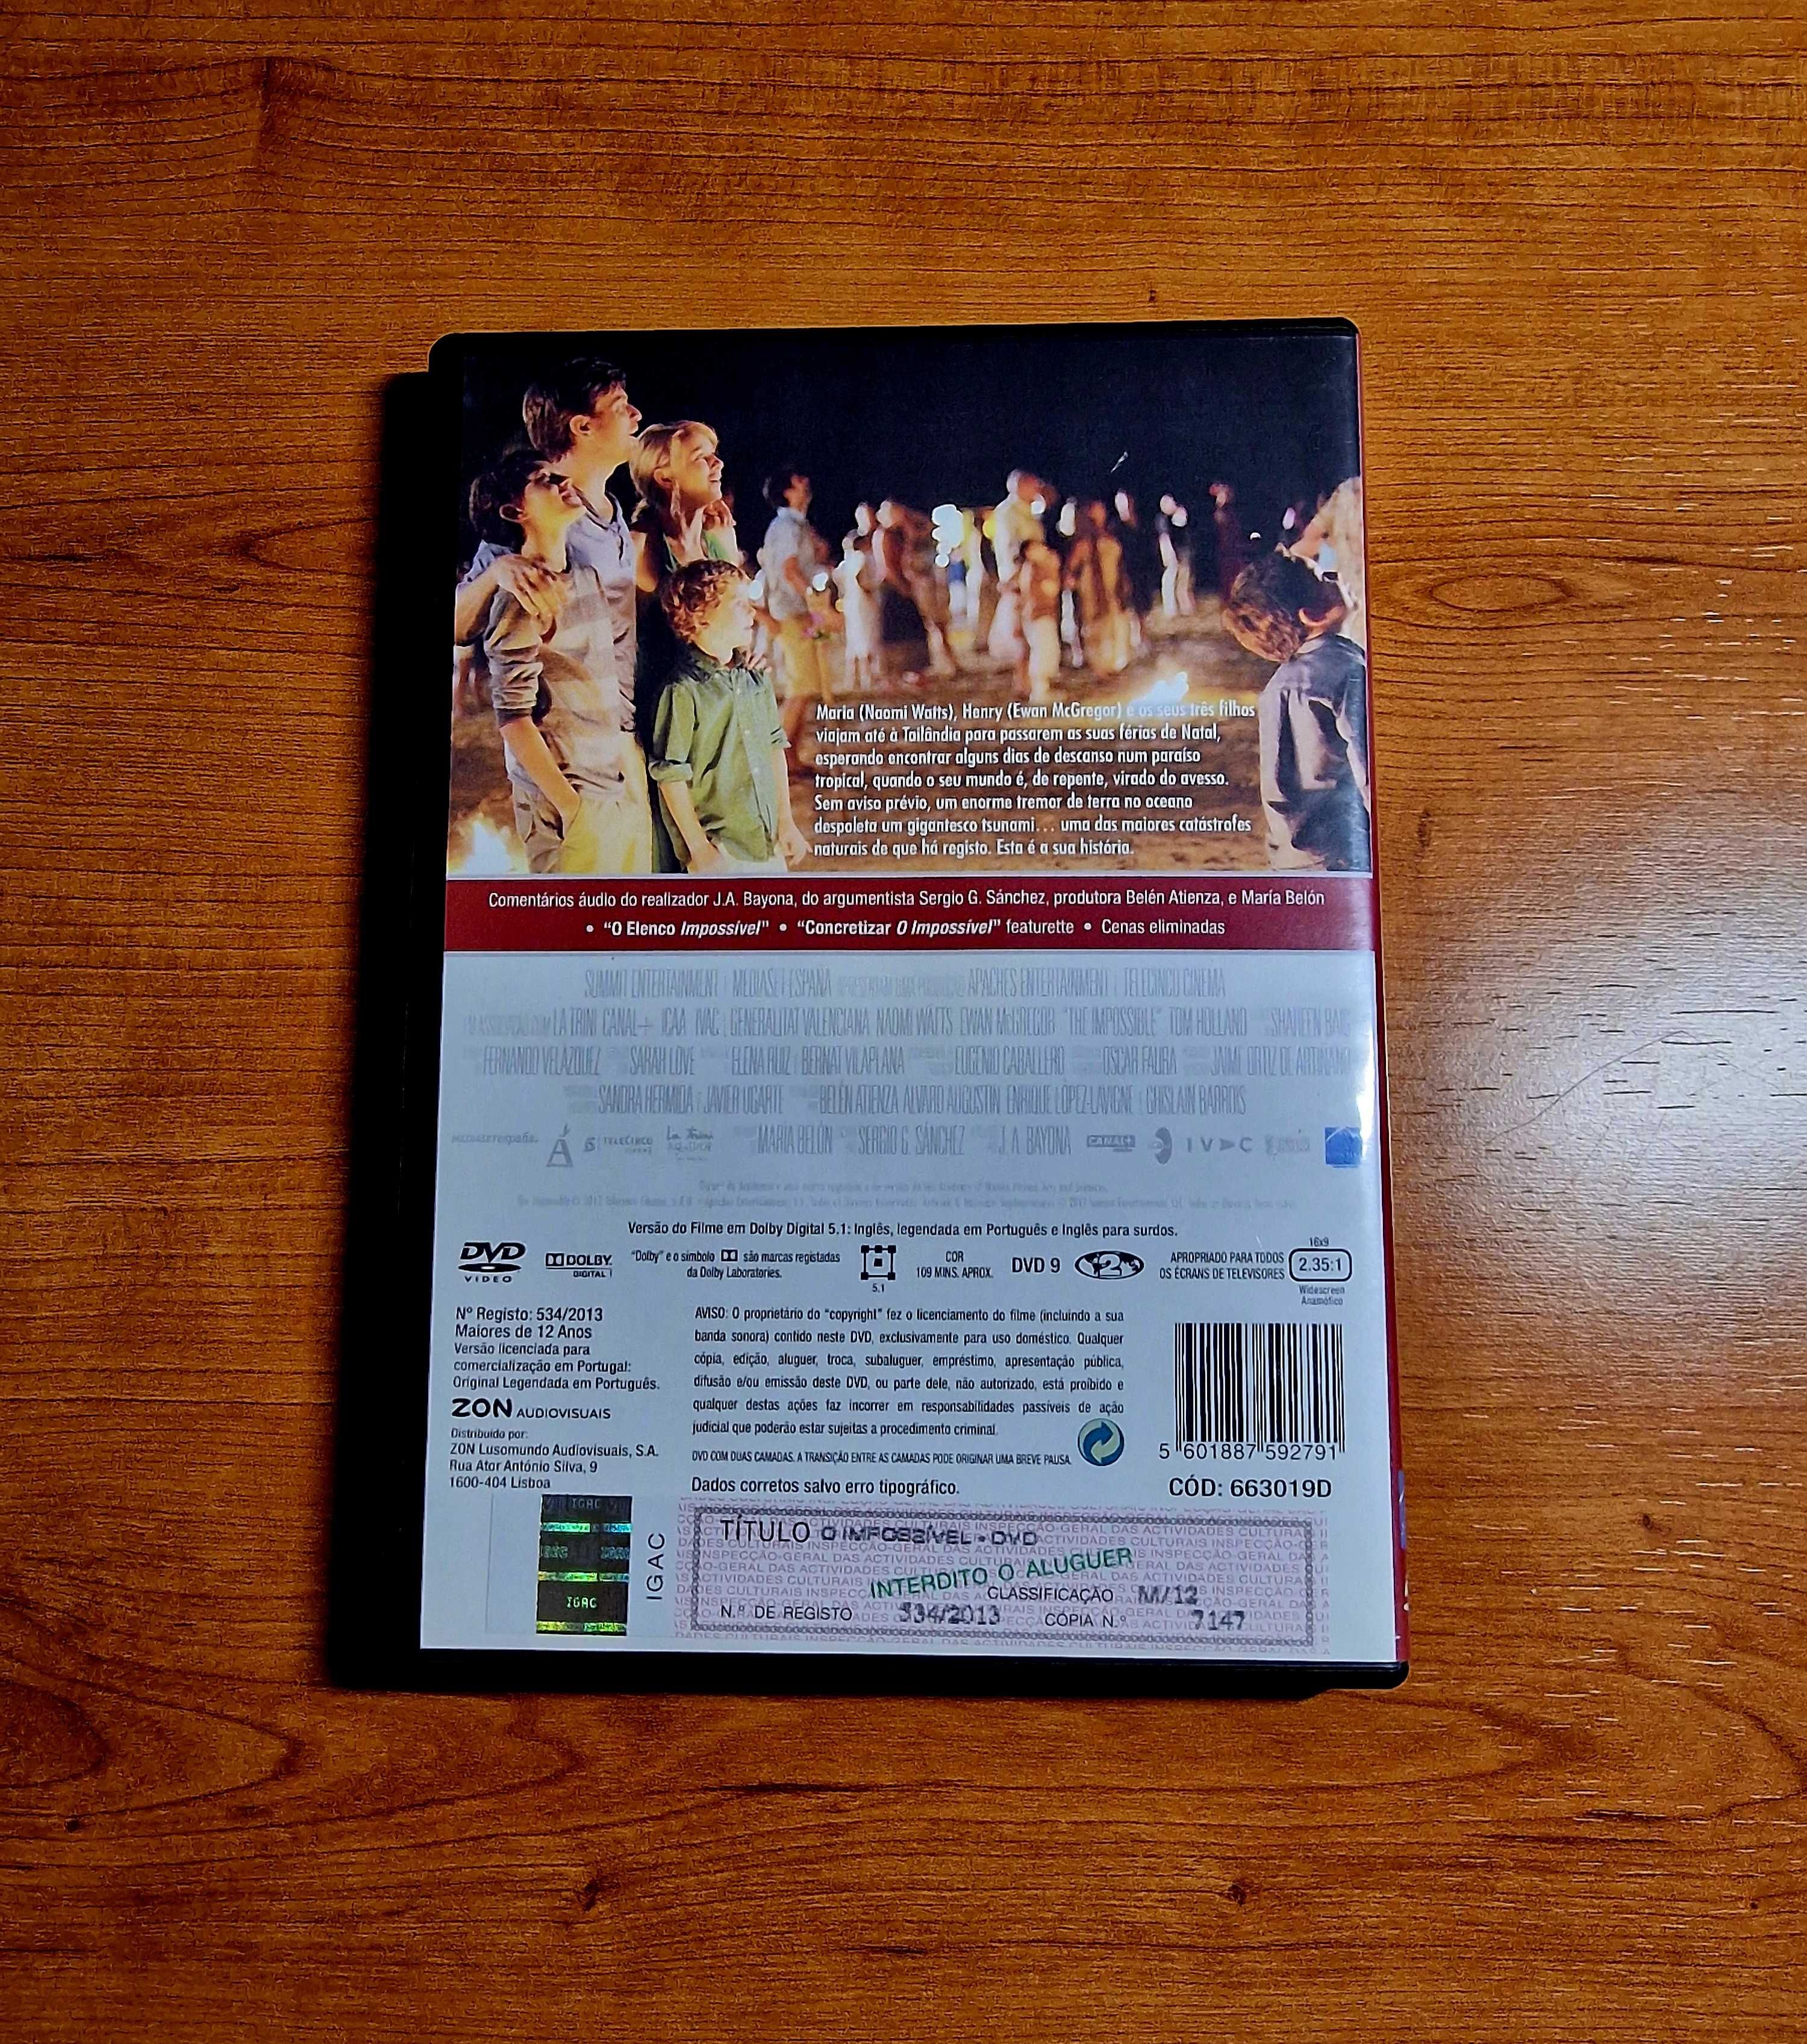 Maria (Naomi Watts), Henry (Ewan McGregor) e os seus três filhos
viajam até à Tailândia para passarem as suas férias de Natal,
esperando encontrar alguns dias de descanso num paraíso
tropical, quando o seu mundo é, de repente, virado do avesso.
Sem aviso prévio, um enorme tremor de terra no oceano
despoleta um gigantesco tsunami... uma das maiores catástrofes
naturais de que há registo. Esta é a sua história.
Comentários áudio do realizador J.A. Bayona, do argumentista Sergio G. Sánchez, produtora Belén Atienza, e María Belón
• "O Elenco Impossível" • "Concretizar O Impossível" featurette • Cenas eliminadas
SUMMIT ENTERTAINMENT MEDIASET ESPAÑA APACHES ENTERTAINMENT TELECINCO CINEMA
LA TRINI CANAL+ ICAA IVAC GENERALITAT VALENCIANA NAOMI WATTS EWAN McGREGOR "THE IMPOSSIBLE" TOM HOLLAND
FERNANDO VELÁZQUEZ SARAH LOVE ELENA RUIZ BERNAT VILAPLANA EUGENIO CABALLERO OSCAR FAURA
SANDRA HERMIDA JAVIER UGARTE BELÉN ATIENZA ÁLVARO AUGUSTIN ENRIQUE LÓPEZ-LAVIGNE GHISLAIN BARROIS
TELECINCO MARÍA BELÓN SERGIO G. SÁNCHEZ J. A. BAYONA CANAL+ IVAC
Versão do Filme em Dolby Digital 5.1: Inglês, legendada em Português e Inglês para surdos.
DVD VIDEO
DOLBY DIGITAL
"Dolby" e o símbolo são marcas registadas
da Dolby Laboratories.
5.1
COR
109 MINS. APROX.
DVD 9
2
APROPRIADO PARA TODOS
OS ÉCRANS DE TELEVISORES
16x9
2.35:1
Widescreen
Anamófico
Nº Registo: 534/2013
Maiores de 12 Anos
Versão licenciada para
comercialização em Portugal:
Original Legendada em Português.
ZON AUDIOVISUAIS
Distribuído por:
ZON Lusomundo Audiovisuais, S.A.
Rua Ator António Silva, 9
1600-404 Lisboa
AVISO: O proprietário do "copyright" fez o licenciamento do filme (incluindo a sua
banda sonora) contido neste DVD, exclusivamente para uso doméstico. Qualquer
cópia, edição, aluguer, troca, subaluguer, empréstimo, apresentação pública,
difusão e/ou emissão deste DVD, ou parte dele, não autorizado, está proíbido e
qualquer destas ações faz incorrer em responsabilidades passíveis de ação
judicial que poderão estar sujeitas a procedimento criminal.
DVD COM DUAS CAMADAS. A TRANSIÇÃO ENTRE AS CAMADAS PODE ORIGINAR UMA BREVE PAUSA.
Dados corretos salvo erro tipográfico.
5 601887 592791
CÓD: 663019D
IGAC
IGAC
IGAC
TÍTULO O IMPOSSÍVEL - DVD
INTERDITO O ALUGUER
CLASSIFICAÇÃO M/12
N.º DE REGISTO 534/2013 CÓPIA N.º 7147
INSPECÇÃO-GERAL DAS ACTIVIDADES CULTURAIS